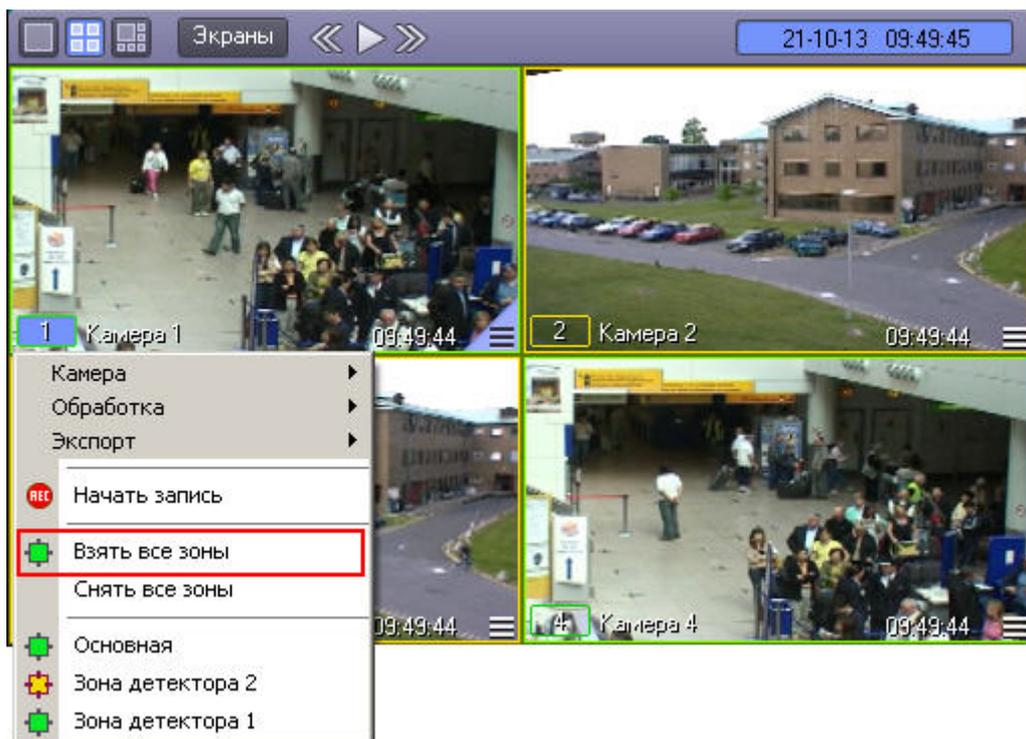 Экраны
21-10-13 09:49:45
1 Камера 1 09:49:44
2 Камера 2 09:49:44
Камера
Обработка
Экспорт
REC Начать запись
Взять все зоны
Снять все зоны
09:49:44
4 Камера 4 09:49:44
Основная
Зона детектора 2
Зона детектора 1